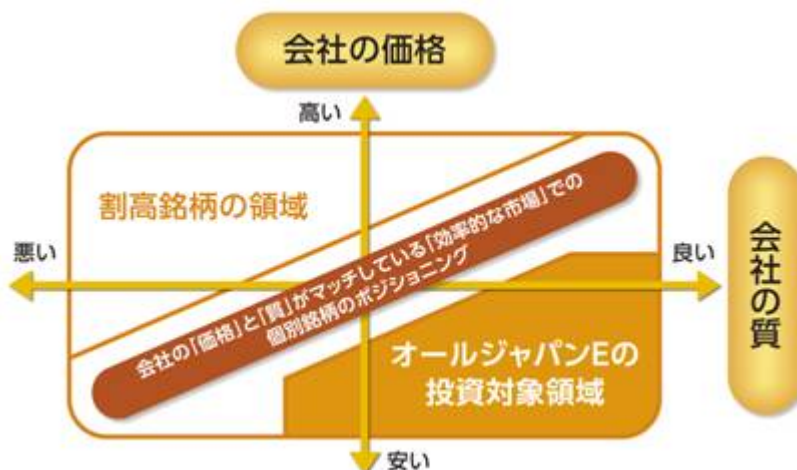 会社の価格
高い
割高銘柄の領域
悪い
会社の「価格」と「質」がマッチしている「効率的な市場」での
個別銘柄のポジショニング
良い
会社の質
オールジャパンEの
投資対象領域
安い